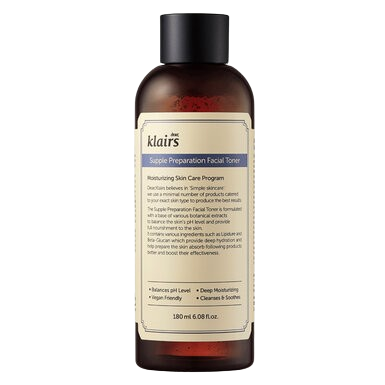 dear,
klairs
Supple Preparation Facial Toner
Moisturizing Skin Care Program
Dearklairs believes in 'Simple skincare'
we use a minimal number of products catered
to your exact skin type to produce the best results.
The Supple Preparation Facial Toner is formulated
with a base of various botanical extracts
to balance the skin's pH level and provide
full nourishment to the skin.
It contains various ingredients such as Lipidure and
Beta-Glucan which provide deep hydration and
help prepare the skin absorb following products
better and boost their effectiveness.
• Balances pH Level • Deep Moisturizing
• Vegan Friendly • Cleanses & Soothes
180 ml 6.08 fl.oz.